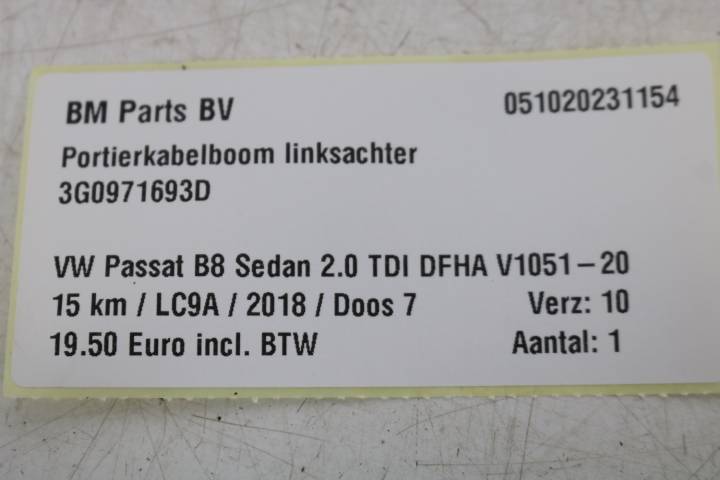 BM Parts BV 051020231154
Portierkabelboom linksachter
3G0971693D
VW Passat B8 Sedan 2.0 TDI DFHA V1051-20
15 km / LC9A / 2018 / Doos 7 Verz: 10
19.50 Euro incl. BTW Aantal: 1